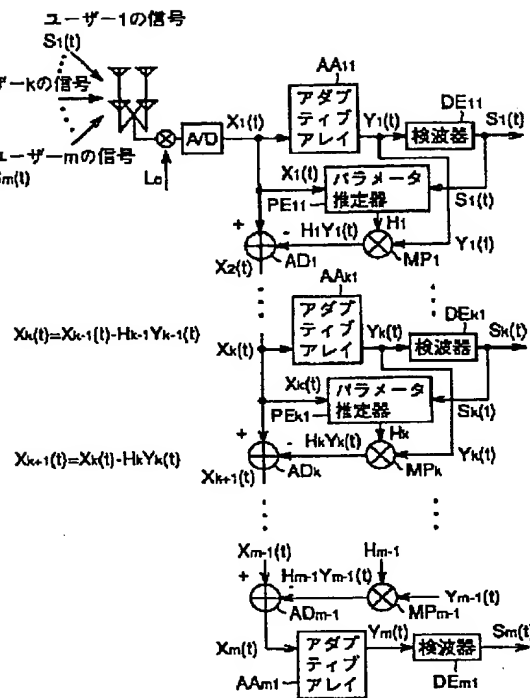 ユーザー1の信号
S1(t)
ザーkの信号
ユーザーmの信号
Sm(t)
A/D
Lo
X1(t)
AA11
アダプ
ティブ
アレイ
Y1(t)
DE11
検波器
S1(t)
X1(t)
パラメータ
推定器
PE11
S1(t)
H1
+
-
H1Y1(t)
Y1(t)
X2(t)
AD1
MP1
AAk1
アダプ
ティブ
アレイ
Xk(t)=Xk-1(t)-Hk-1Yk-1(t)
Xk(t)
Yk(t)
DEk1
検波器
Sk(t)
Xk(t)
パラメータ
推定器
PEk1
Sk(t)
Hk
+
-
HkYk(t)
Yk(t)
Xk+1(t)=Xk(t)-HkYk(t)
ADk
MPk
Xk+1(t)
Xm-1(t)
Hm-1
+
-
Hm-1Ym-1(t)
Ym-1(t)
ADm-1
MPm-1
Xm(t)
アダプ
ティブ
アレイ
Ym(t)
検波器
Sm(t)
AAm1
DEm1